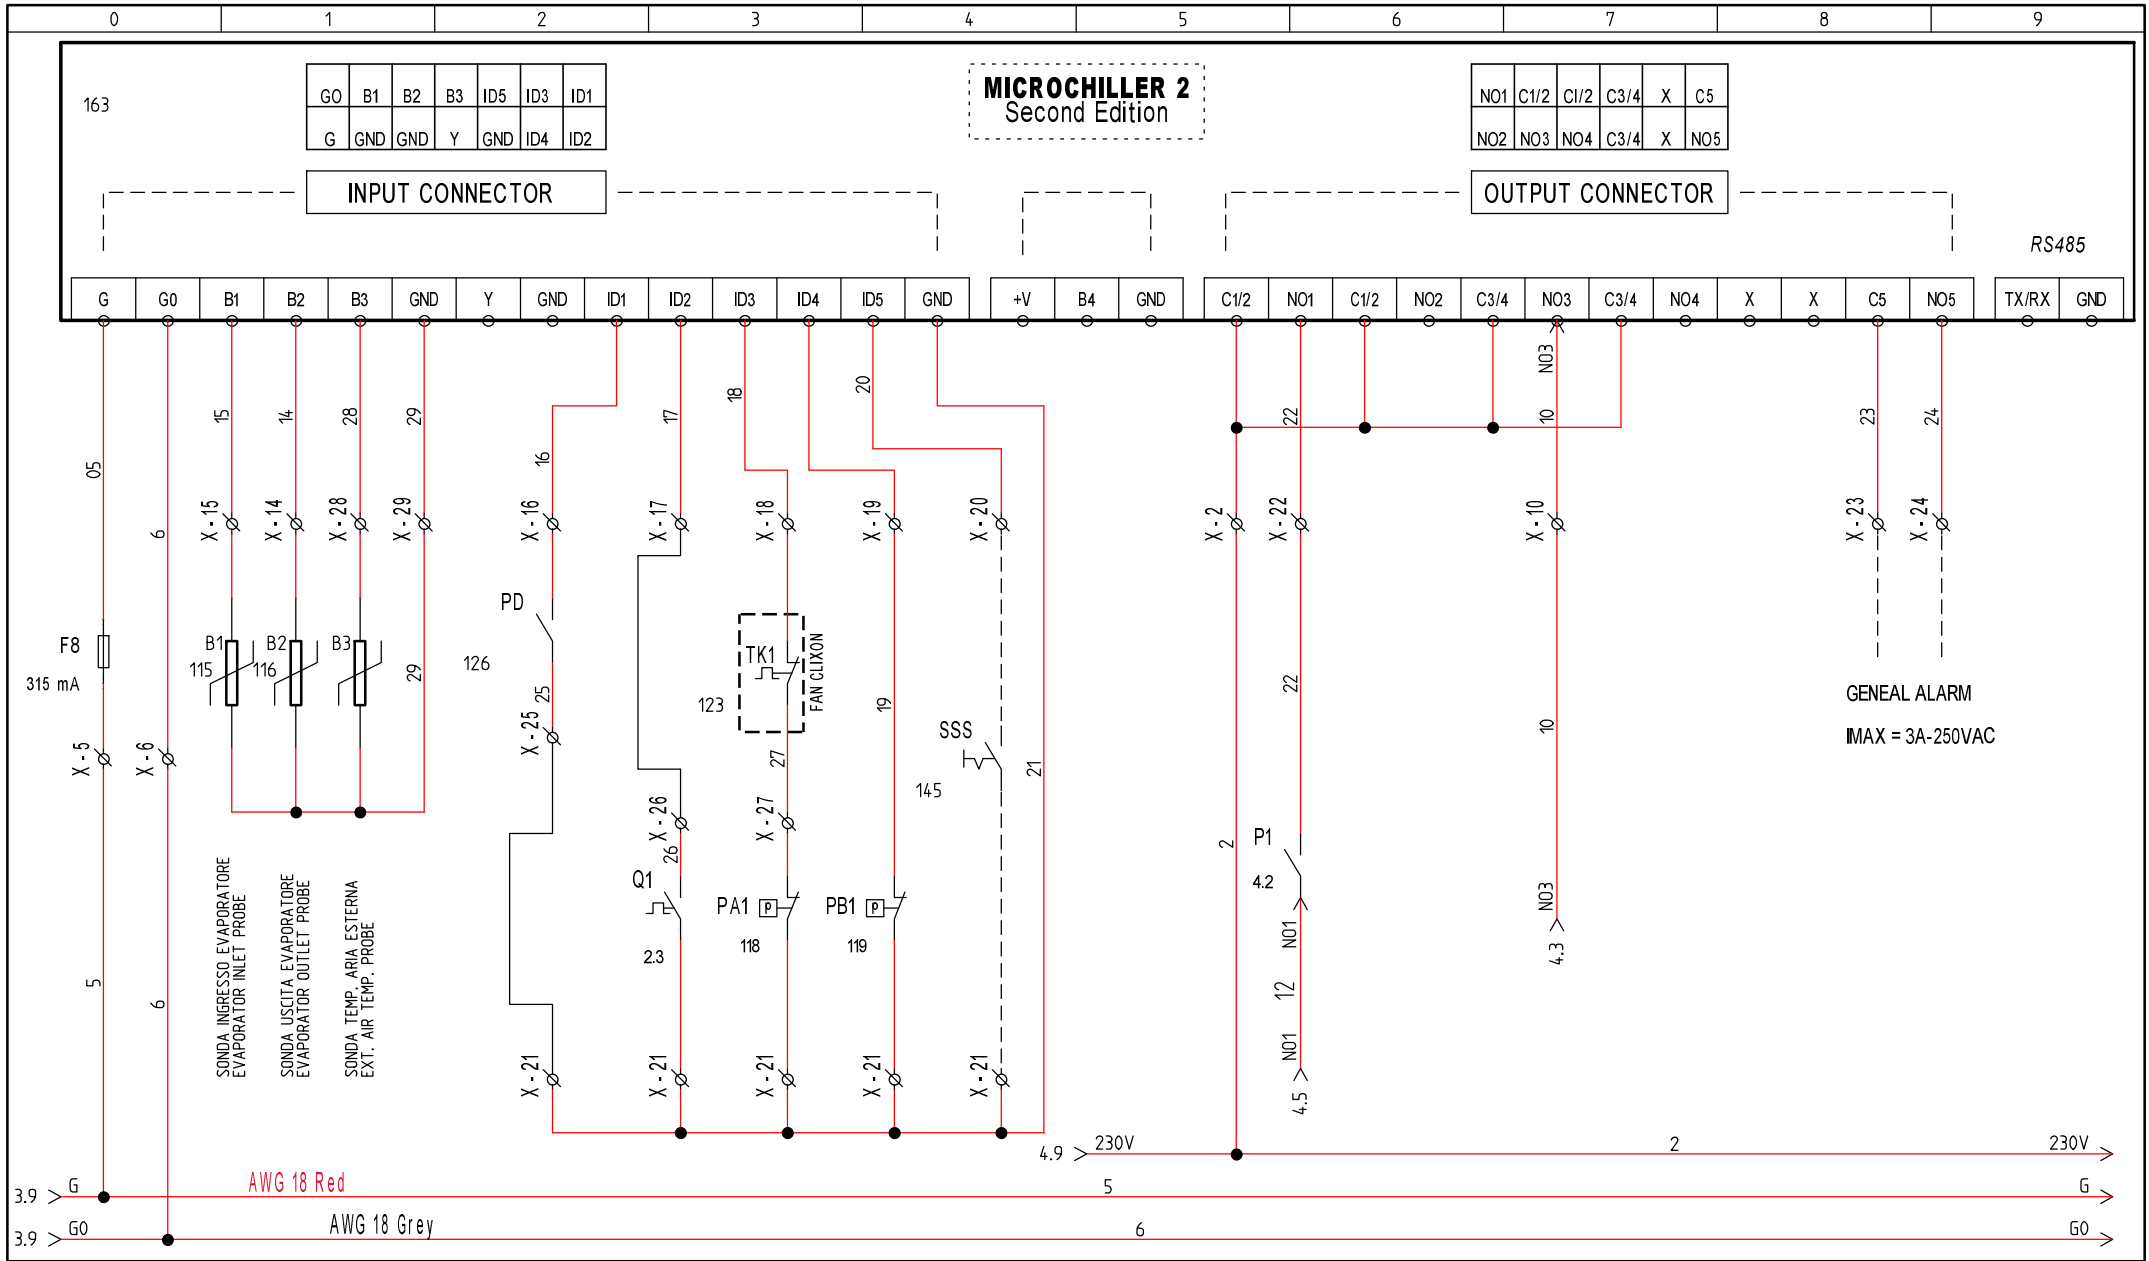 0 1 2 3 4 5 6 7 8 9
163
GO B1 B2 B3 ID5 ID3 ID1
G GND GND Y GND ID4 ID2
MICROCHILLER 2
Second Edition
NO1 C1/2 CI/2 C3/4 X C5
NO2 NO3 NO4 C3/4 X NO5
INPUT CONNECTOR
OUTPUT CONNECTOR
RS485
G G0 B1 B2 B3 GND Y GND ID1 ID2 ID3 ID4 ID5 GND +V B4 GND C1/2 NO1 C1/2 NO2 C3/4 NO3 C3/4 NO4 X X C5 NO5 TX/RX GND
NO3
15 14 28 29 17 18 20 22 10 23 24
05 16
6
X - 15 X - 14 X - 28 X - 29 X - 16 X - 17 X - 18 X - 19 X - 20 X - 2 X - 22 X - 10 X - 23 X - 24
PD
126
F8
315 mA
B1
115
B2
116
B3
29
25
TK1
FAN CLIXON
123
19
22
GENEAL ALARM
IMAX = 3A-250VAC
X - 5 X - 6 X - 25
27
SSS
145
21
10
X - 26 X - 27
26
2
P1
4.2
Q1
2.3
PA1 P
118
PB1 P
119
NO1
NO3
4.3
5
6
12
NO1
4.5
SONDA INGRESSO EVAPORATORE
EVAPORATOR INLET PROBE
SONDA USCITA EVAPORATORE
EVAPORATOR OUTLET PROBE
SONDA TEMP. ARIA ESTERNA
EXT. AIR TEMP. PROBE
X - 21 X - 21 X - 21 X - 21 X - 21
4.9 230V 2 230V
3.9 G AWG 18 Red 5 G
3.9 G0 AWG 18 Grey 6 G0